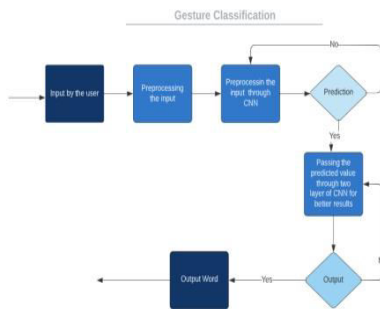 Gesture Classification
No
Input by the user
Preprocessing
the input
Preprocessin the
input through
CNN
Prediction
Yes
Passing the
predicted value
through two
layer of CNN for
better results
Output Word
Yes
Output